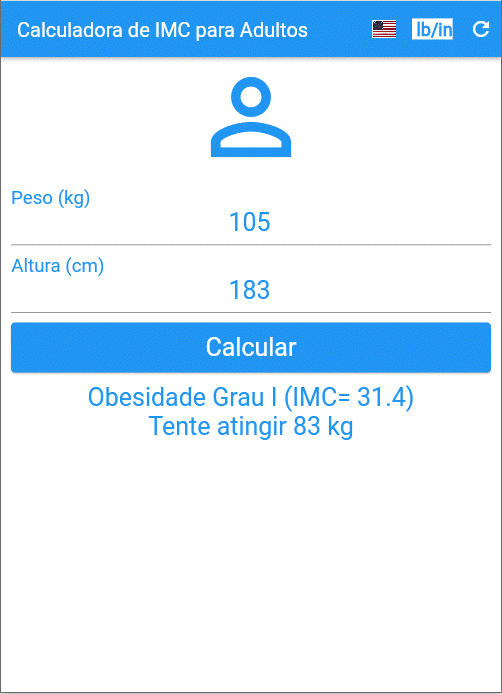 Calculadora de IMC para Adultos lb/in
Peso (kg)
105
Altura (cm)
183
Calcular
Obesidade Grau I (IMC= 31.4)
Tente atingir 83 kg